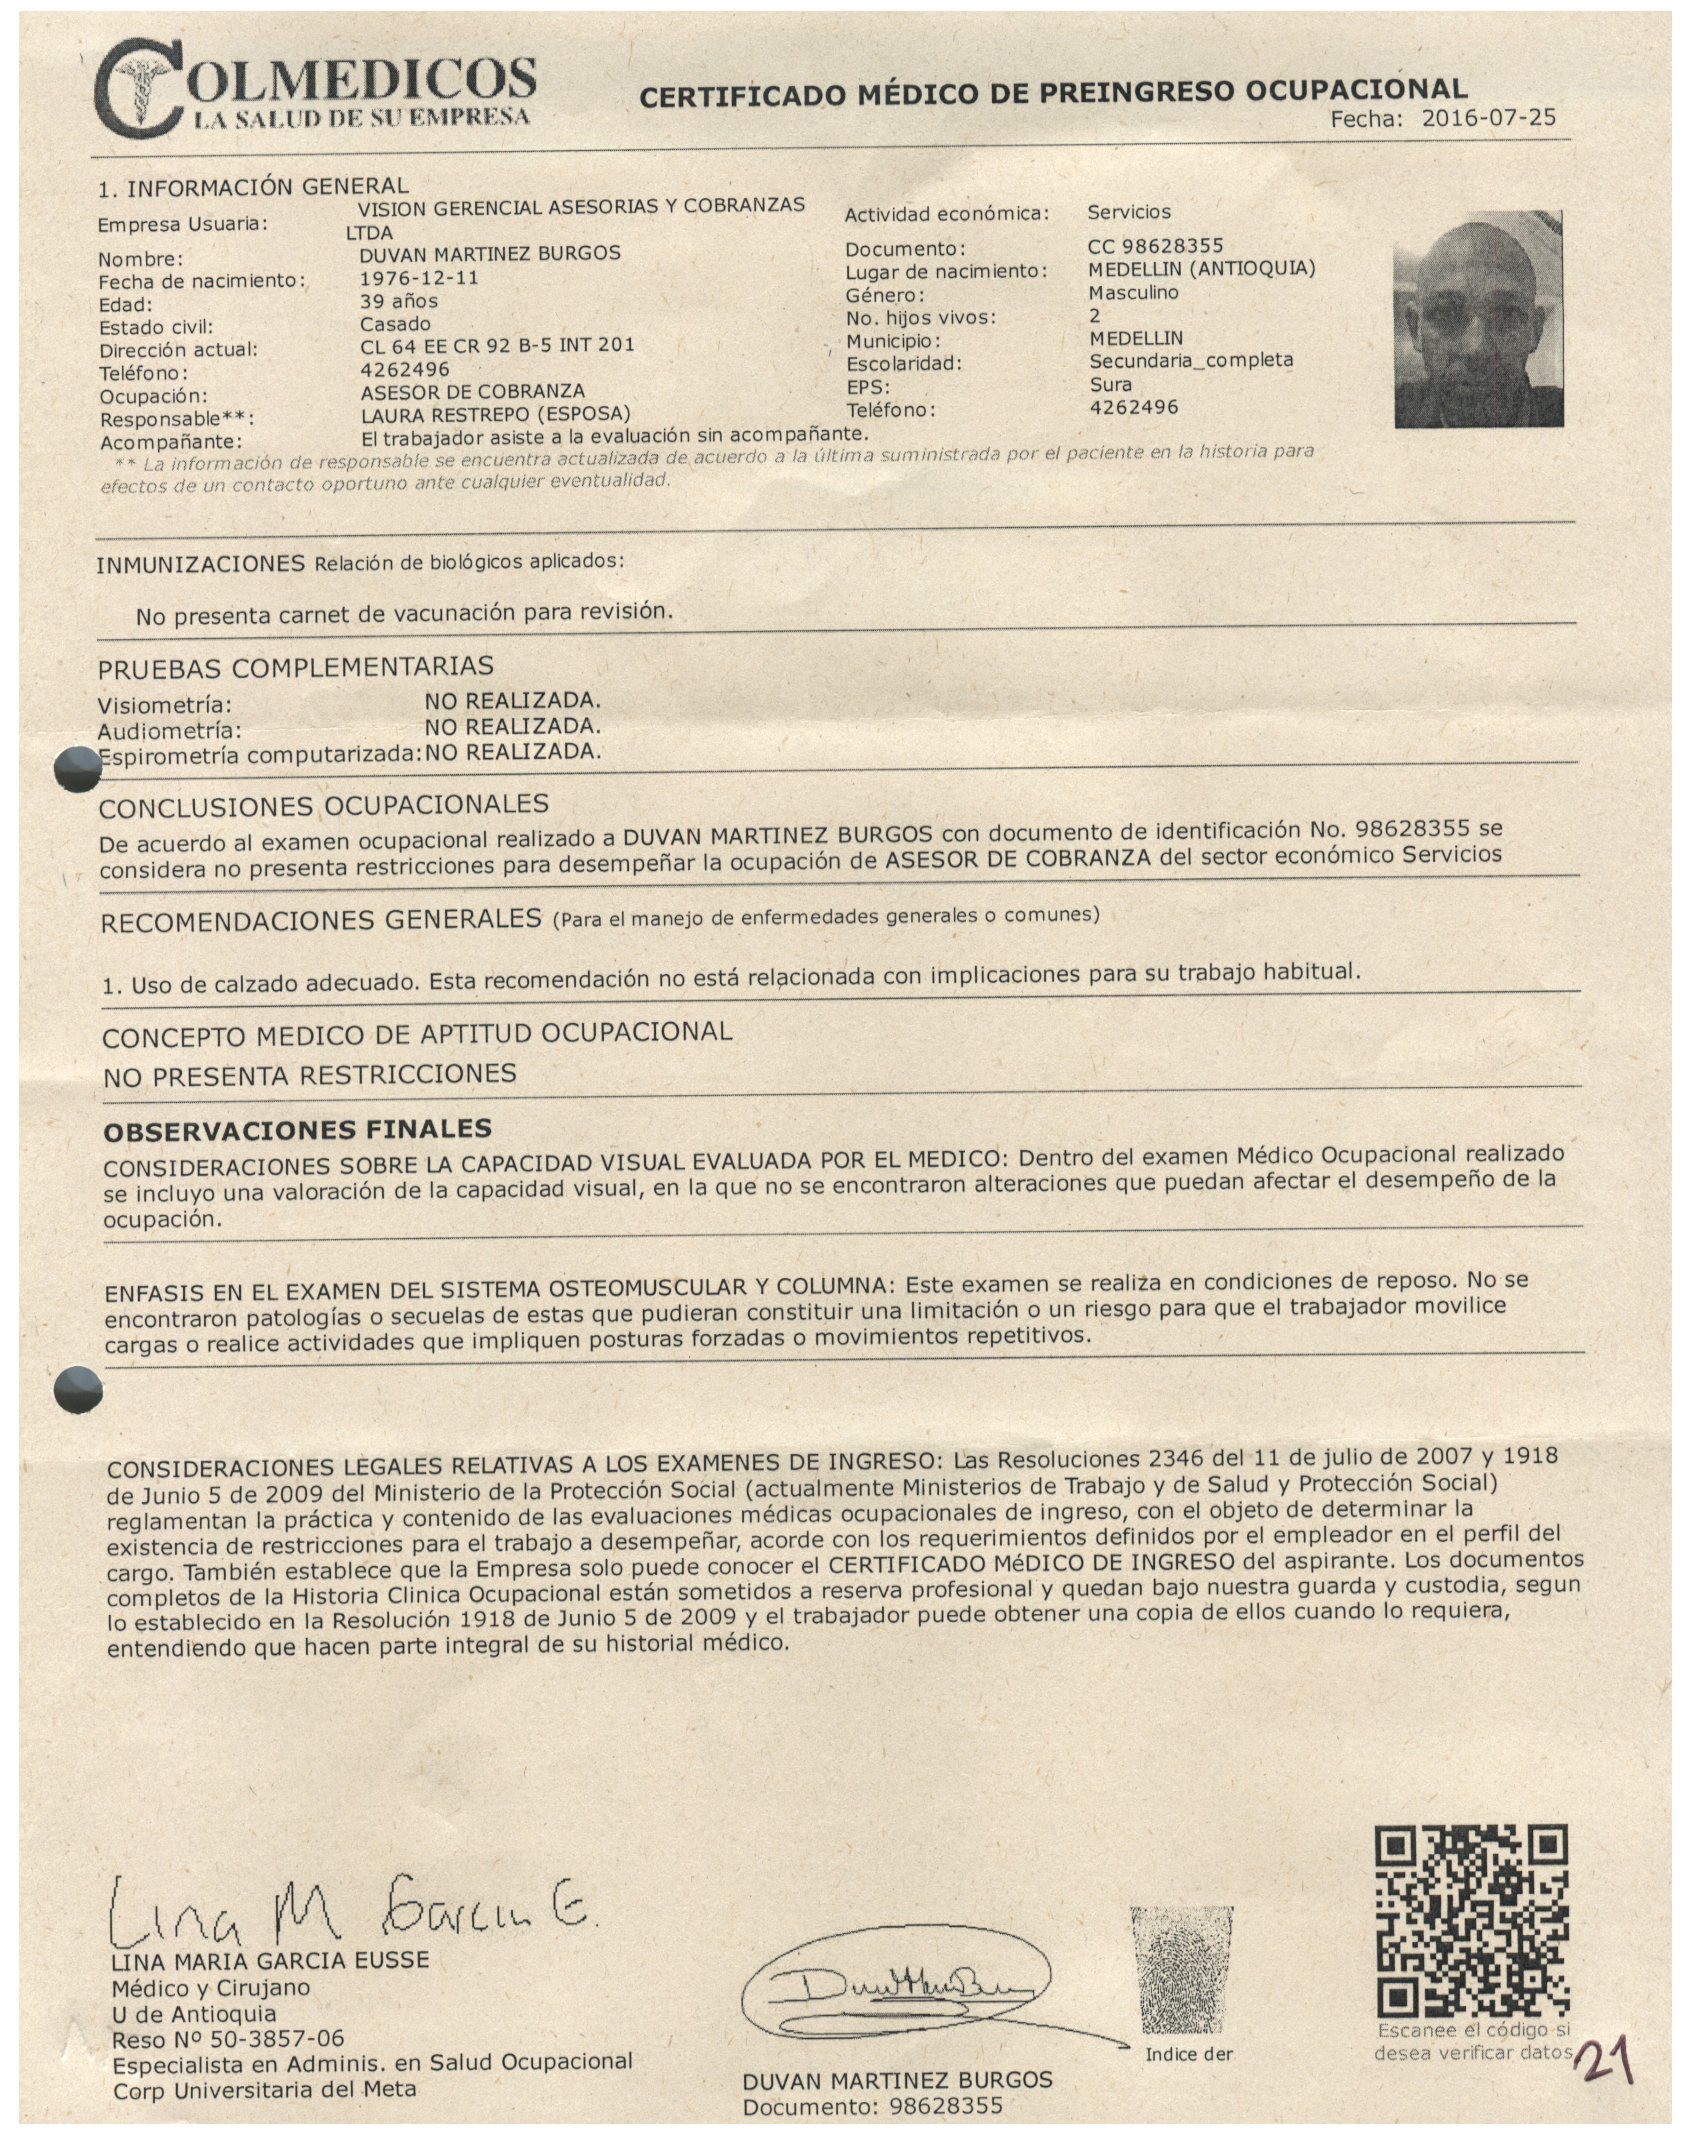 COLMEDICOS
LA SALUD DE SU EMPRESA
CERTIFICADO MÉDICO DE PREINGRESO OCUPACIONAL
Fecha: 2016-07-25
1. INFORMACIÓN GENERAL
Empresa Usuaria: VISION GERENCIAL ASESORIAS Y COBRANZAS LTDA
Actividad económica: Servicios
Nombre: DUVAN MARTINEZ BURGOS
Documento: CC 98628355
Fecha de nacimiento: 1976-12-11
Lugar de nacimiento: MEDELLIN (ANTIOQUIA)
Edad: 39 años
Género: Masculino
Estado civil: Casado
No. hijos vivos: 2
Dirección actual: CL 64 EE CR 92 B-5 INT 201
Municipio: MEDELLIN
Teléfono: 4262496
Escolaridad: Secundaria_completa
Ocupación: ASESOR DE COBRANZA
EPS: Sura
Responsable**: LAURA RESTREPO (ESPOSA)
Teléfono: 4262496
Acompañante: El trabajador asiste a la evaluación sin acompañante.
** La información de responsable se encuentra actualizada de acuerdo a la última suministrada por el paciente en la historia para
efectos de un contacto oportuno ante cualquier eventualidad.
INMUNIZACIONES Relación de biológicos aplicados:
No presenta carnet de vacunación para revisión.
PRUEBAS COMPLEMENTARIAS
Visiometría: NO REALIZADA.
Audiometría: NO REALIZADA.
Espirometría computarizada: NO REALIZADA.
CONCLUSIONES OCUPACIONALES
De acuerdo al examen ocupacional realizado a DUVAN MARTINEZ BURGOS con documento de identificación No. 98628355 se
considera no presenta restricciones para desempeñar la ocupación de ASESOR DE COBRANZA del sector económico Servicios
RECOMENDACIONES GENERALES (Para el manejo de enfermedades generales o comunes)
1. Uso de calzado adecuado. Esta recomendación no está relacionada con implicaciones para su trabajo habitual.
CONCEPTO MEDICO DE APTITUD OCUPACIONAL
NO PRESENTA RESTRICCIONES
OBSERVACIONES FINALES
CONSIDERACIONES SOBRE LA CAPACIDAD VISUAL EVALUADA POR EL MEDICO: Dentro del examen Médico Ocupacional realizado
se incluyo una valoración de la capacidad visual, en la que no se encontraron alteraciones que puedan afectar el desempeño de la
ocupación.
ENFASIS EN EL EXAMEN DEL SISTEMA OSTEOMUSCULAR Y COLUMNA: Este examen se realiza en condiciones de reposo. No se
encontraron patologías o secuelas de estas que pudieran constituir una limitación o un riesgo para que el trabajador movilice
cargas o realice actividades que impliquen posturas forzadas o movimientos repetitivos.
CONSIDERACIONES LEGALES RELATIVAS A LOS EXAMENES DE INGRESO: Las Resoluciones 2346 del 11 de julio de 2007 y 1918
de Junio 5 de 2009 del Ministerio de la Protección Social (actualmente Ministerios de Trabajo y de Salud y Protección Social)
reglamentan la práctica y contenido de las evaluaciones médicas ocupacionales de ingreso, con el objeto de determinar la
existencia de restricciones para el trabajo a desempeñar, acorde con los requerimientos definidos por el empleador en el perfil del
cargo. También establece que la Empresa solo puede conocer el CERTIFICADO MéDICO DE INGRESO del aspirante. Los documentos
completos de la Historia Clinica Ocupacional están sometidos a reserva profesional y quedan bajo nuestra guarda y custodia, segun
lo establecido en la Resolución 1918 de Junio 5 de 2009 y el trabajador puede obtener una copia de ellos cuando lo requiera,
entendiendo que hacen parte integral de su historial médico.
Lina M Garcia E.
LINA MARIA GARCIA EUSSE
Médico y Cirujano
U de Antioquia
Reso Nº 50-3857-06
Especialista en Adminis. en Salud Ocupacional
Corp Universitaria del Meta
DUVAN MARTINEZ BURGOS
Documento: 98628355
Indice der
Escanee el código si
desea verificar datos
21